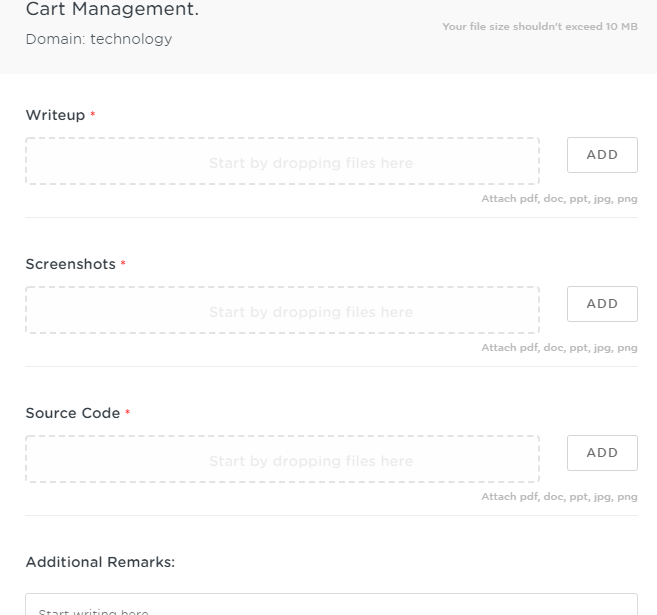 Cart Management.
Your file size shouldn't exceed 10 MB
Domain: technology
Writeup *
Start by dropping files here
ADD
Attach pdf, doc, ppt, jpg, png
Screenshots *
Start by dropping files here
ADD
Attach pdf, doc, ppt, jpg, png
Source Code *
Start by dropping files here
ADD
Attach pdf, doc, ppt, jpg, png
Additional Remarks:
Start writing here